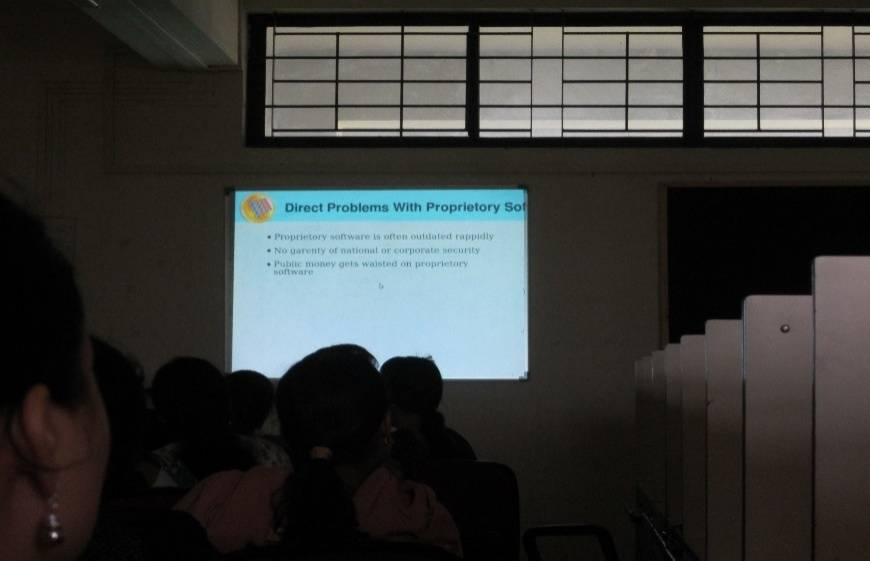 Direct Problems With Proprietory Sof
• Proprietory software is often outdated rappidly
• No garenty of national or corporate security
• Public money gets waisted on proprietory
software